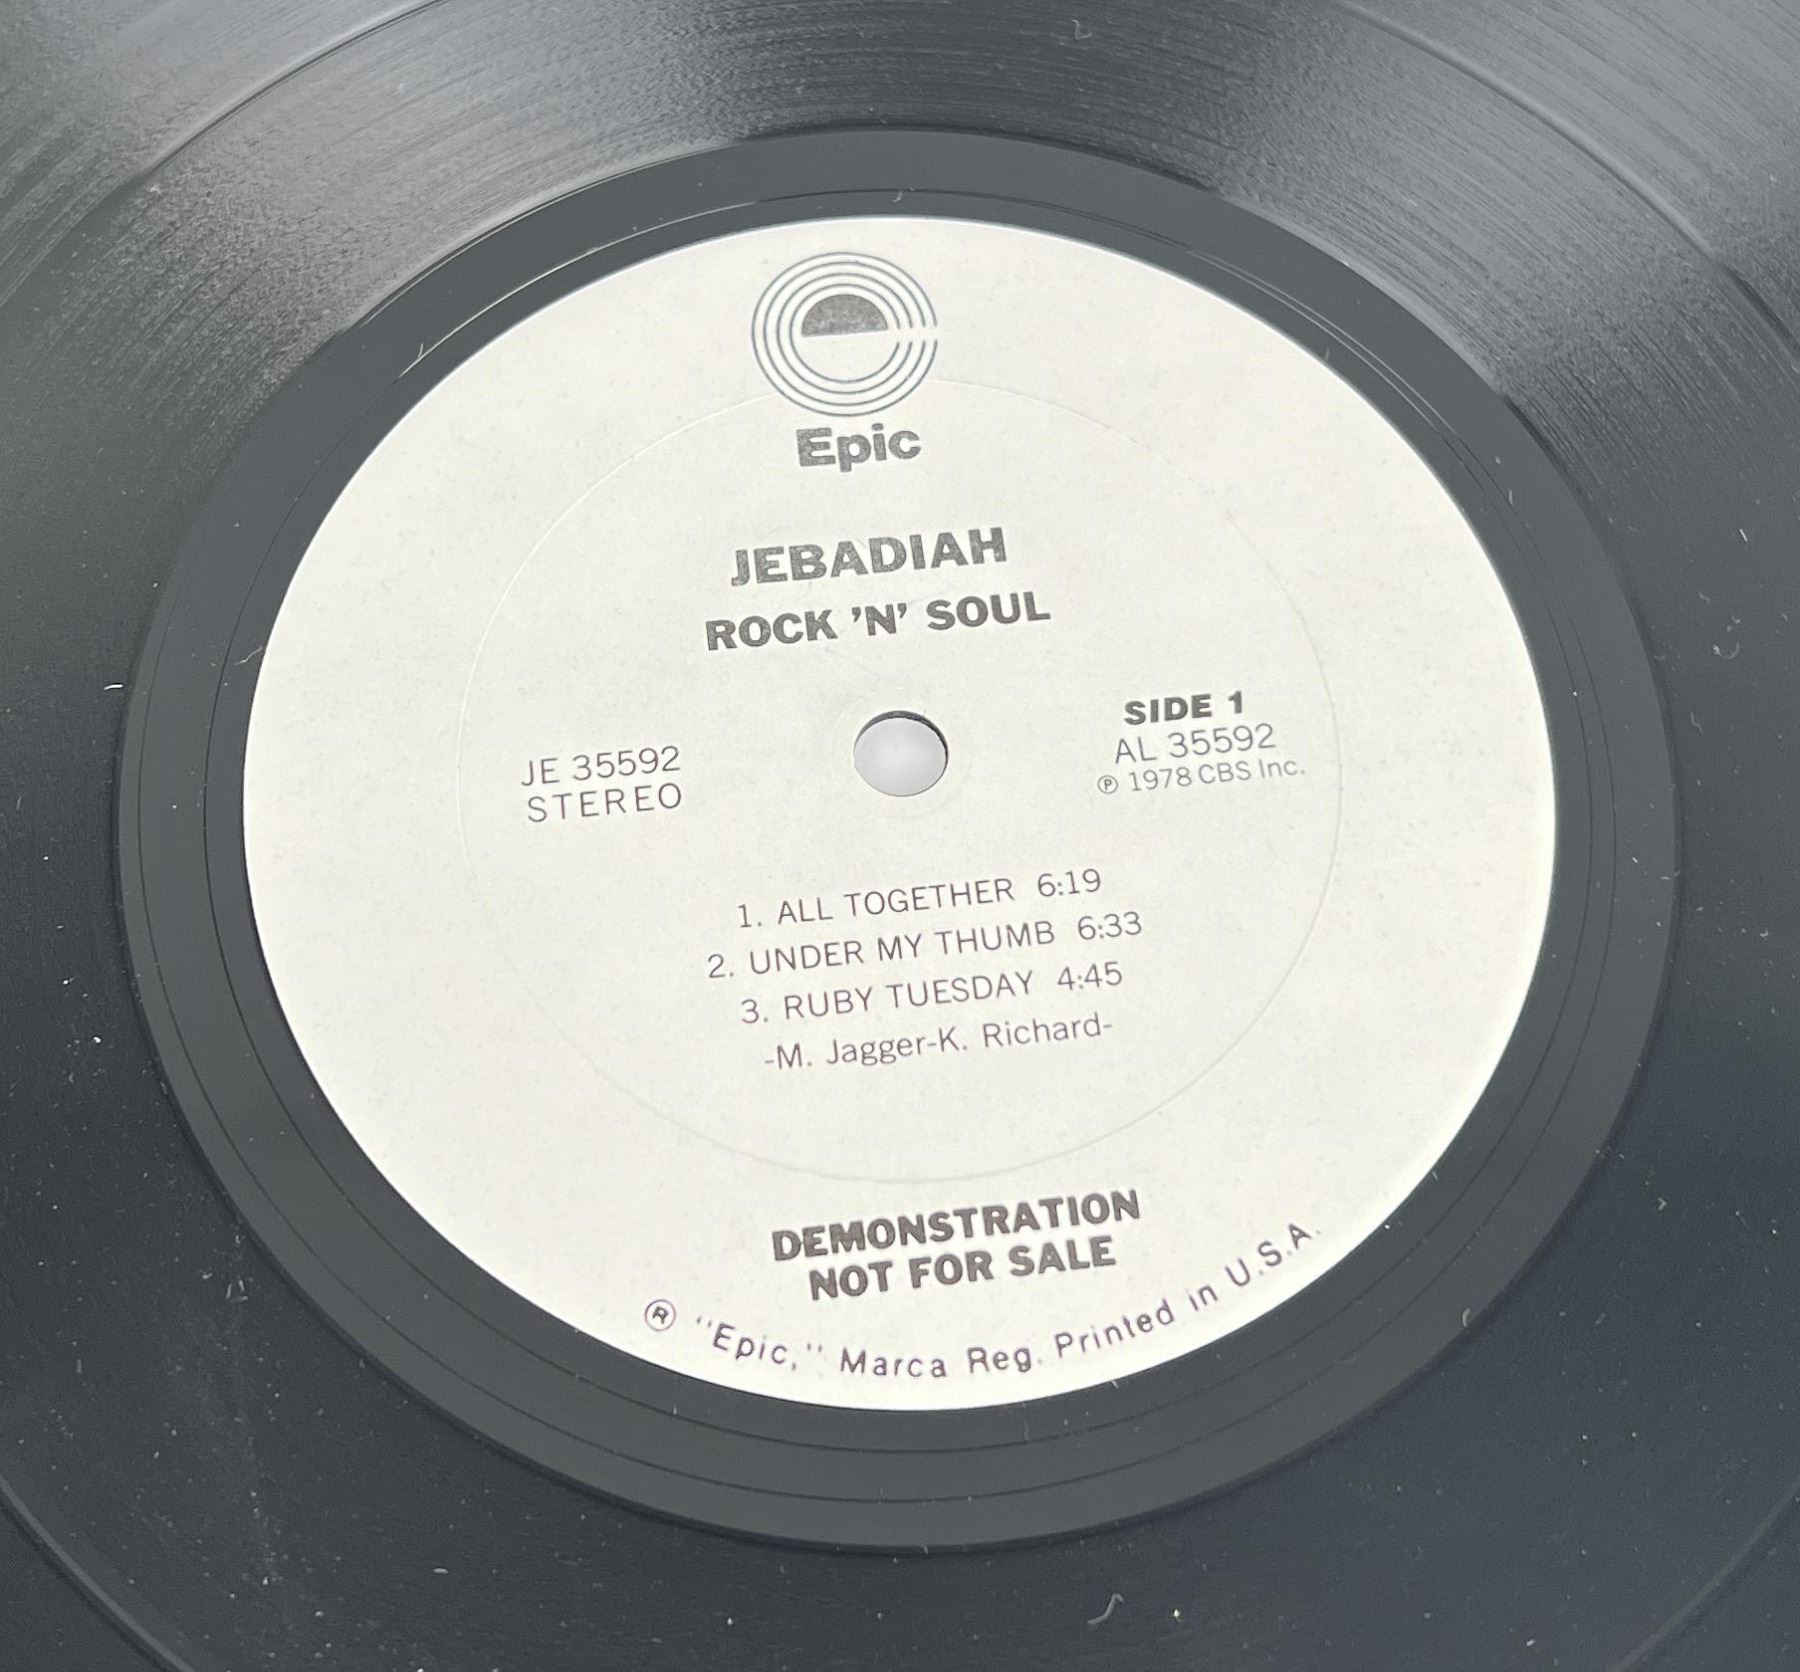 Epic
JEBADIAH
ROCK 'N' SOUL
JE 35592
STEREO
SIDE 1
AL 35592
℗ 1978 CBS Inc.
1. ALL TOGETHER 6:19
2. UNDER MY THUMB 6:33
3. RUBY TUESDAY 4:45
-M. Jagger-K. Richard-
DEMONSTRATION
NOT FOR SALE
® "Epic," Marca Reg. Printed in U.S.A.